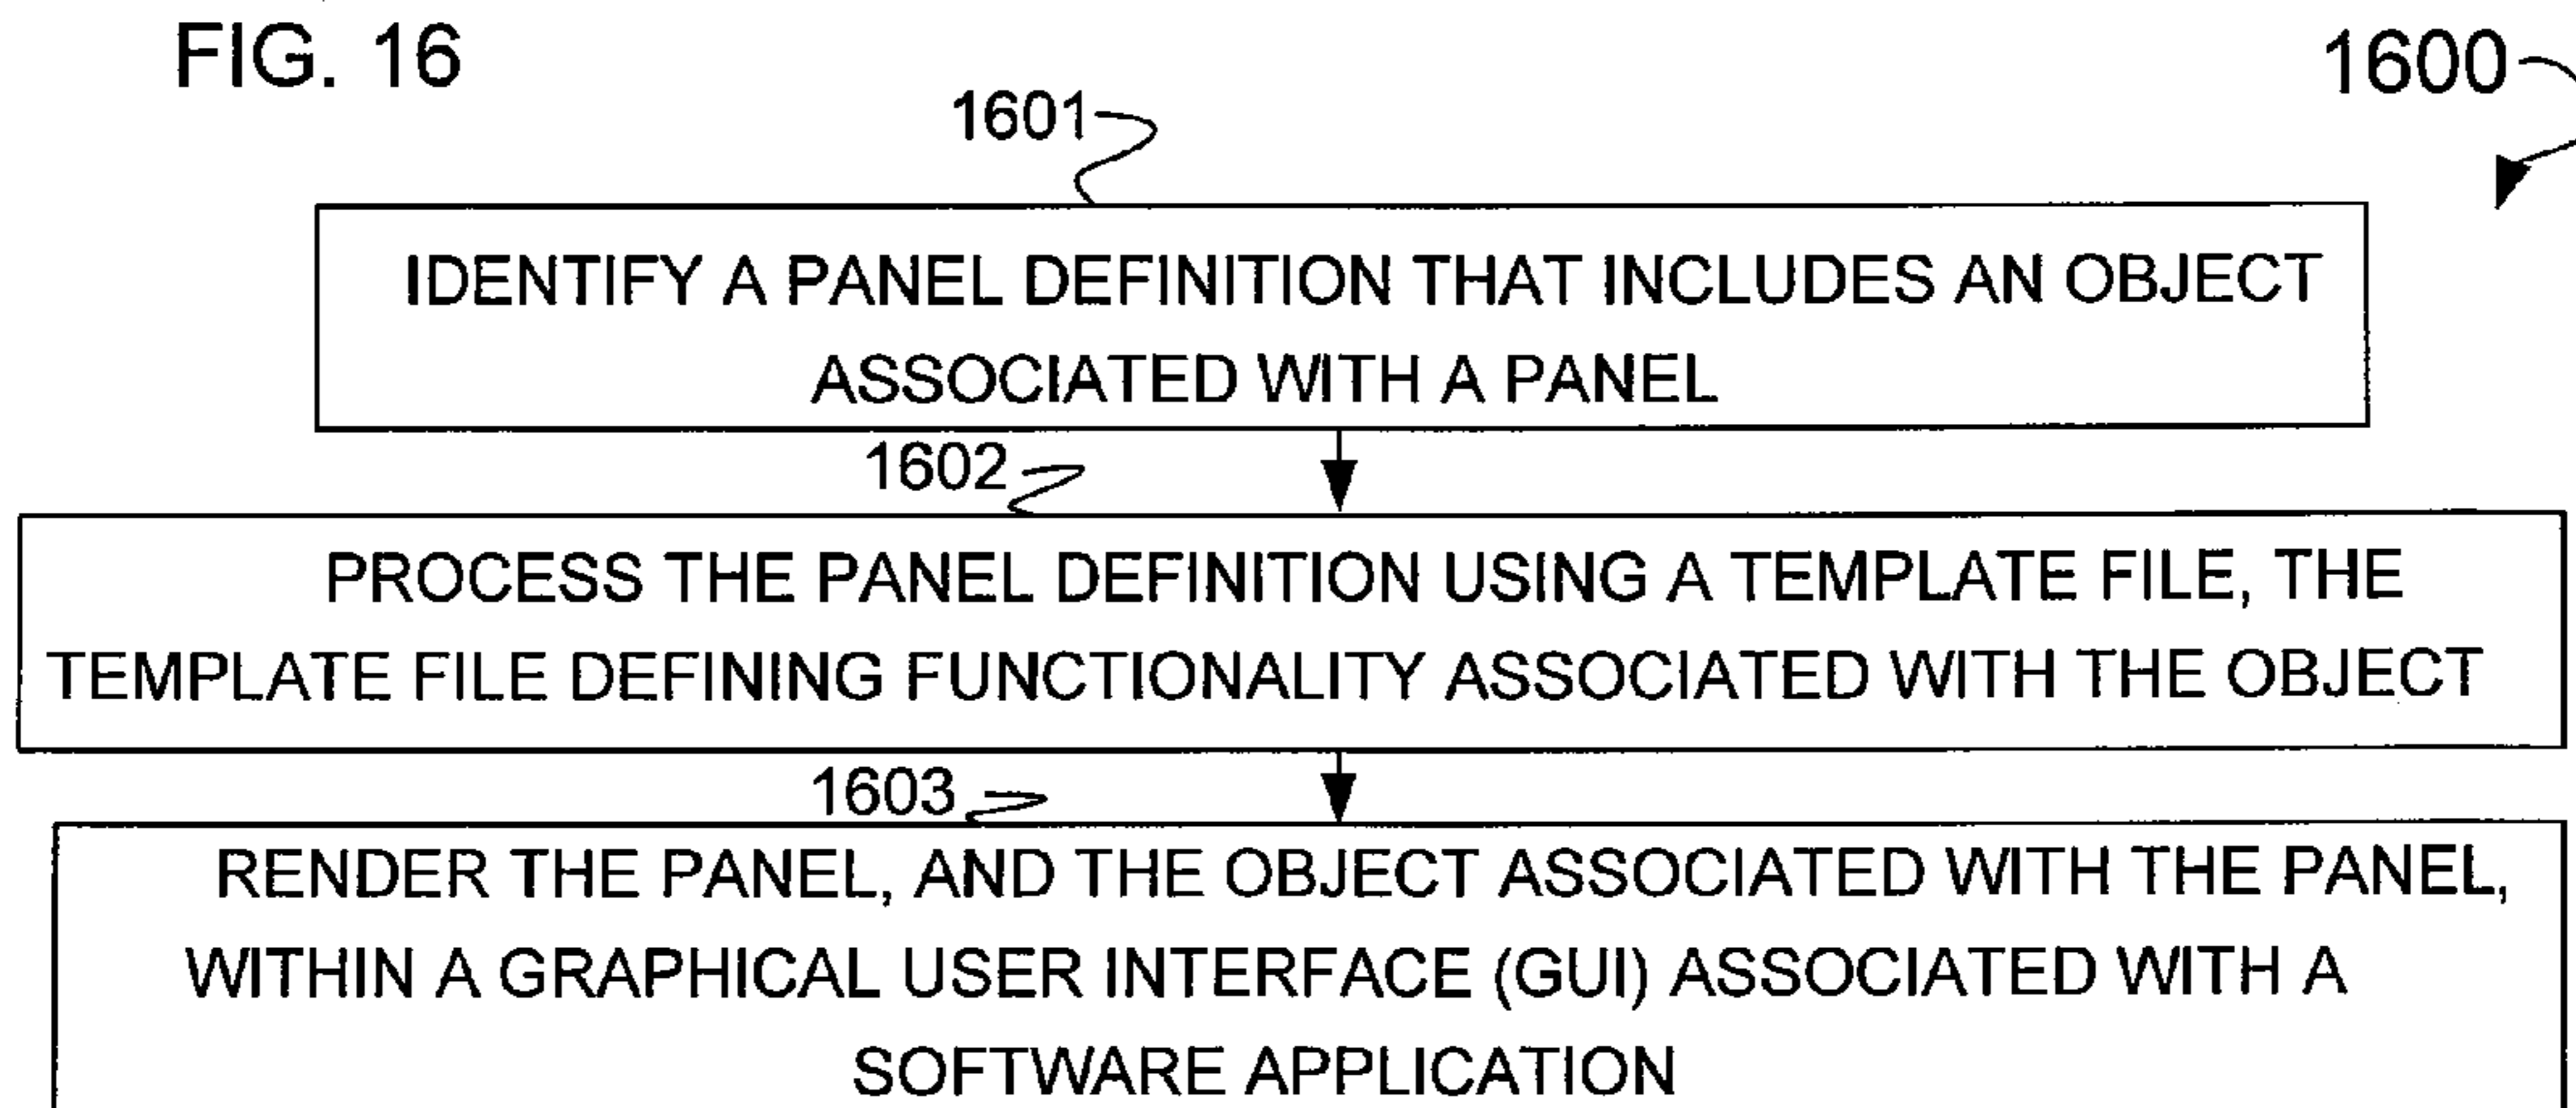 FIG. 16
1600
1601
IDENTIFY A PANEL DEFINITION THAT INCLUDES AN OBJECT
ASSOCIATED WITH A PANEL
1602
PROCESS THE PANEL DEFINITION USING A TEMPLATE FILE, THE
TEMPLATE FILE DEFINING FUNCTIONALITY ASSOCIATED WITH THE OBJECT
1603
RENDER THE PANEL, AND THE OBJECT ASSOCIATED WITH THE PANEL,
WITHIN A GRAPHICAL USER INTERFACE (GUI) ASSOCIATED WITH A
SOFTWARE APPLICATION